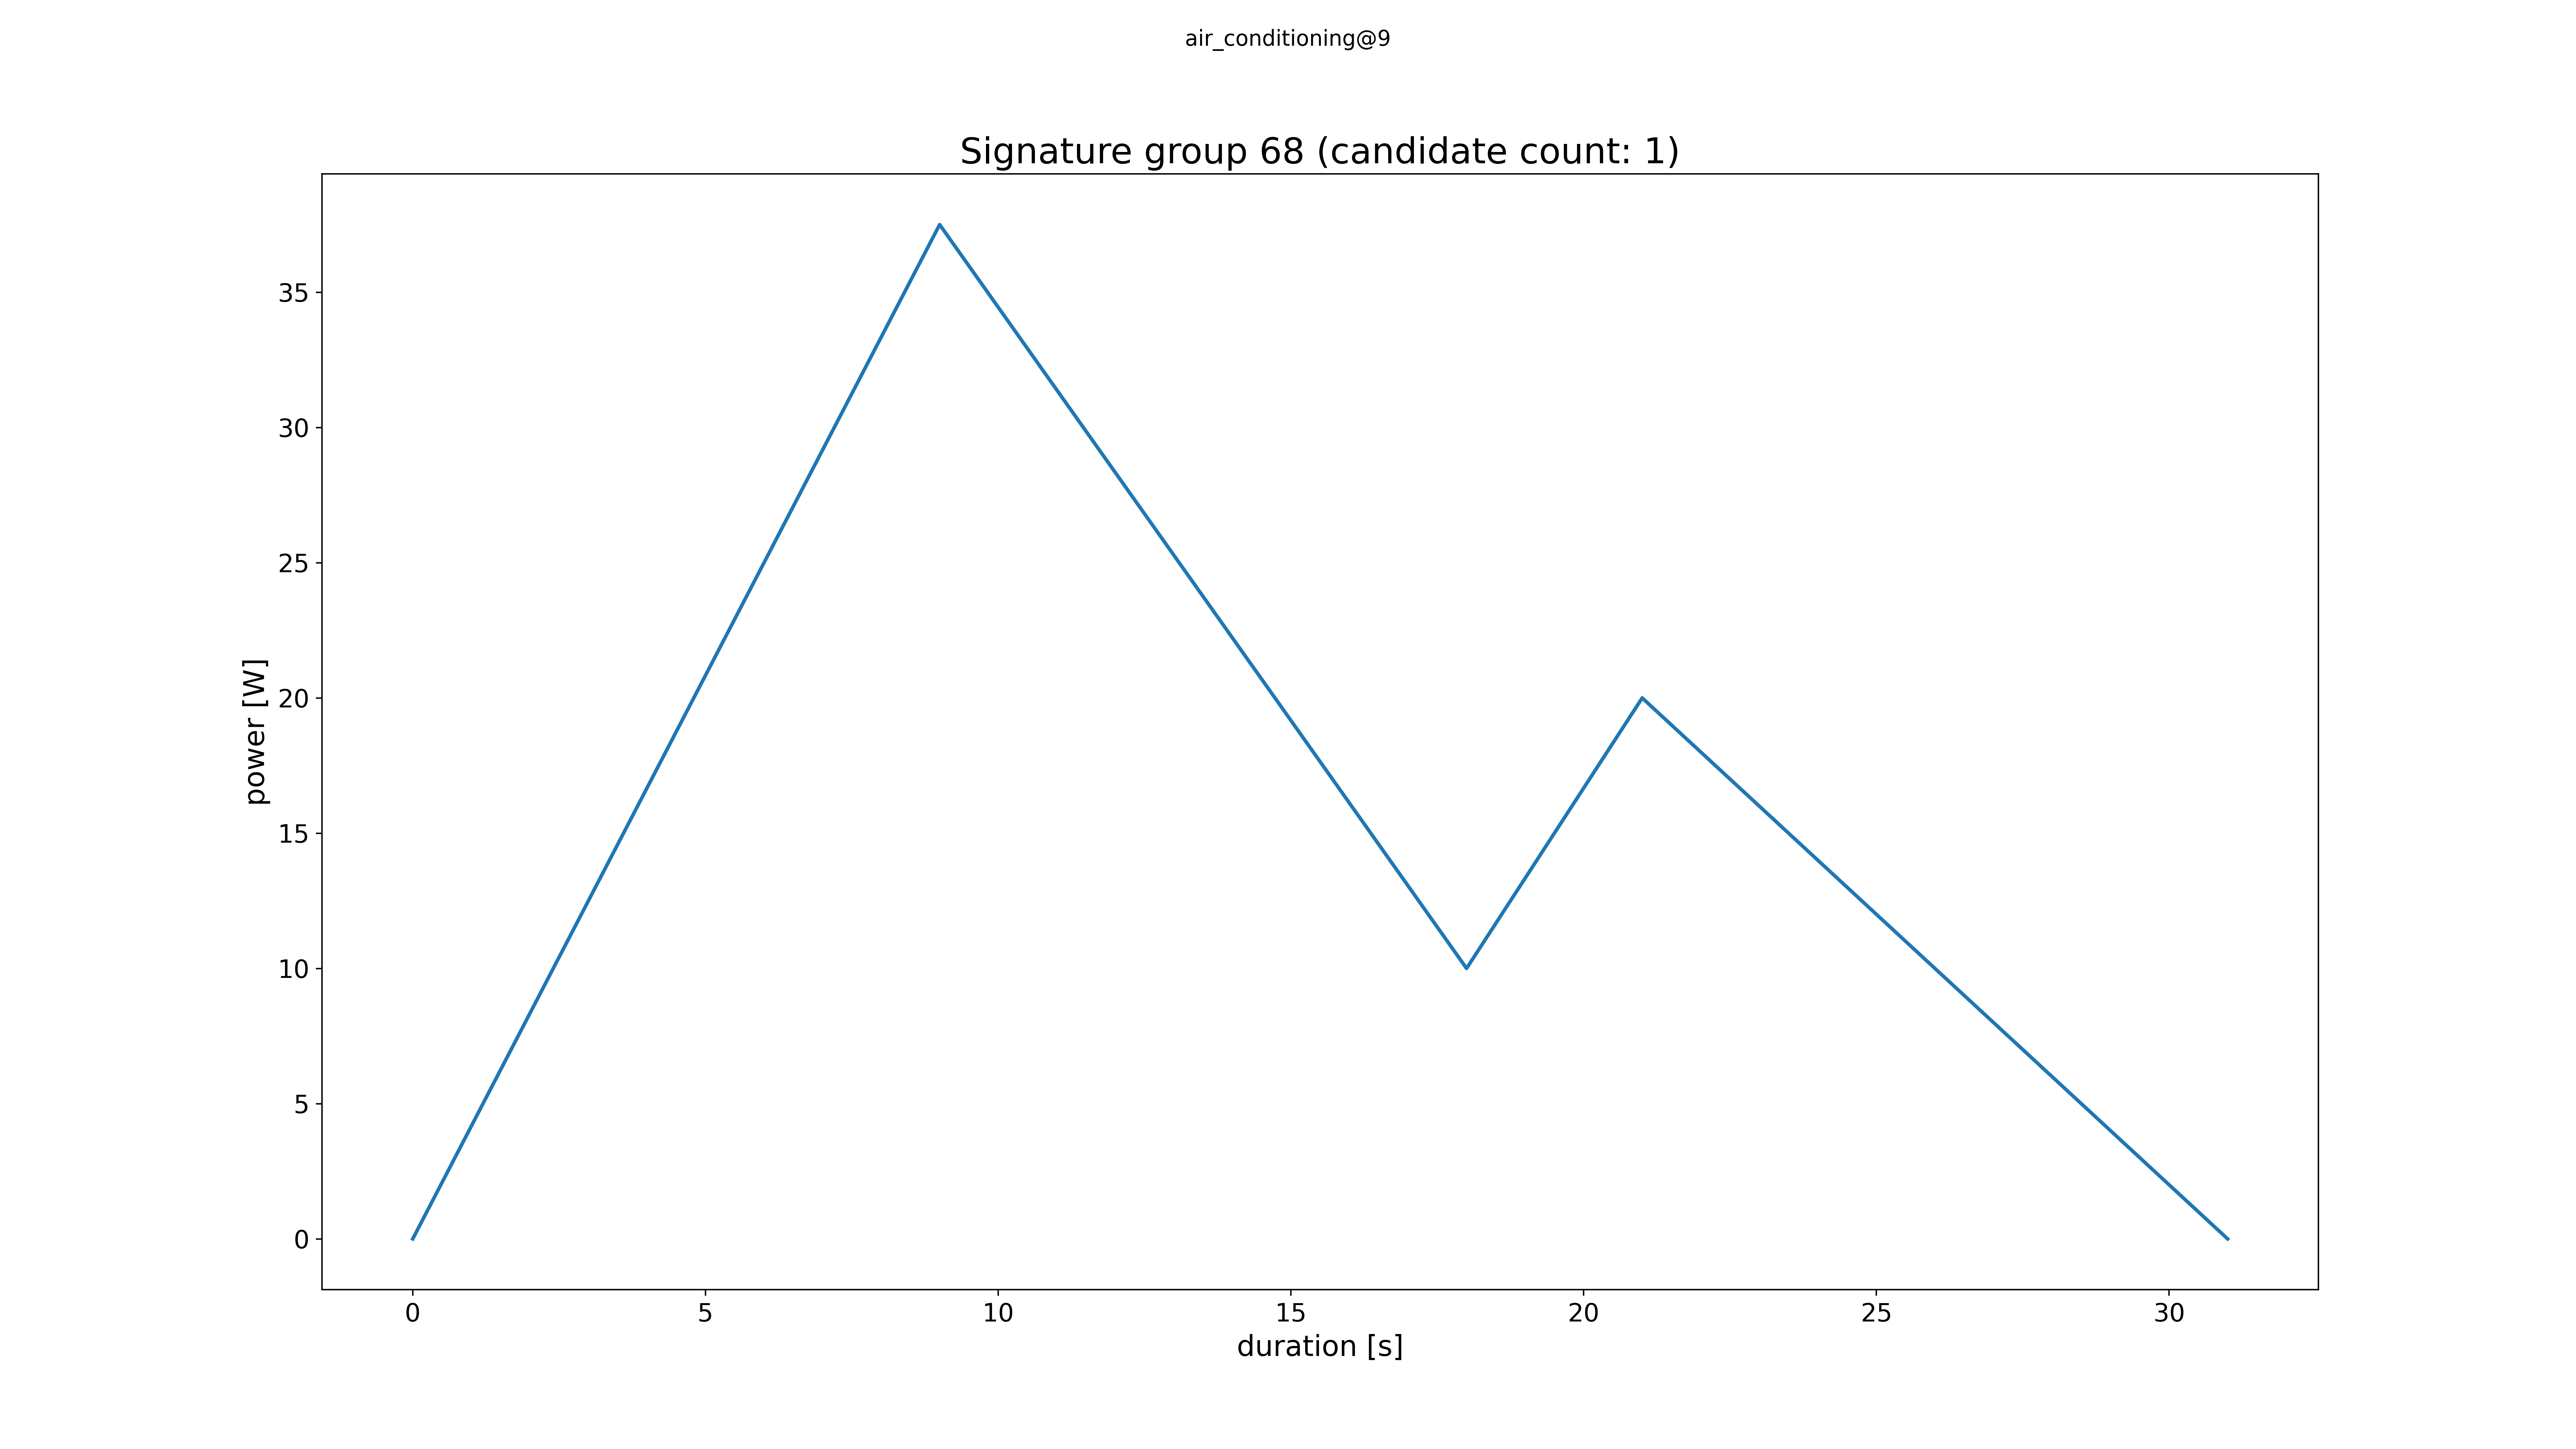 air_conditioning@9
Signature group 68 (candidate count: 1)
35
30
25
20
15
10
5
0
power [W]
0 5 10 15 20 25 30
duration [s]